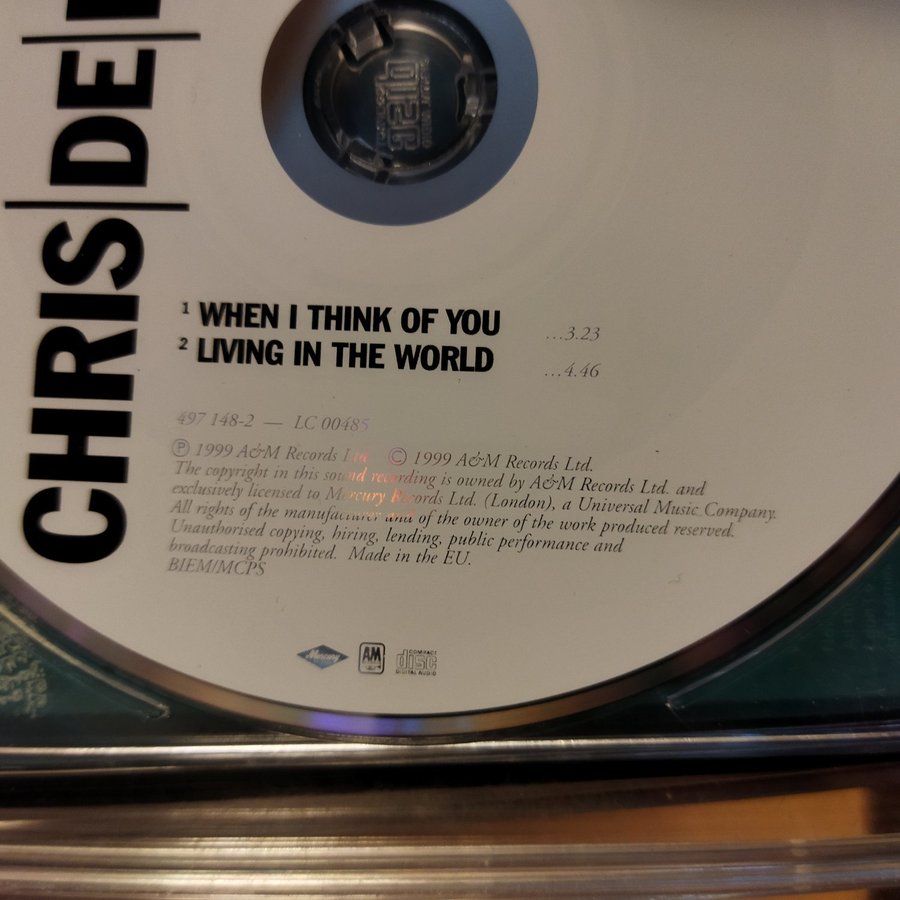 CHRIS DE
1 WHEN I THINK OF YOU ...3.23
2 LIVING IN THE WORLD ...4.46
497 148-2 — LC 00485
Ⓟ 1999 A&M Records Ltd. © 1999 A&M Records Ltd.
The copyright in this sound recording is owned by A&M Records Ltd. and
exclusively licensed to Mercury Records Ltd. (London), a Universal Music Company.
All rights of the manufacturer and of the owner of the work produced reserved.
Unauthorised copying, hiring, lending, public performance and
broadcasting prohibited. Made in the EU.
BIEM/MCPS
Mercury AM COMPACT disc DIGITAL AUDIO